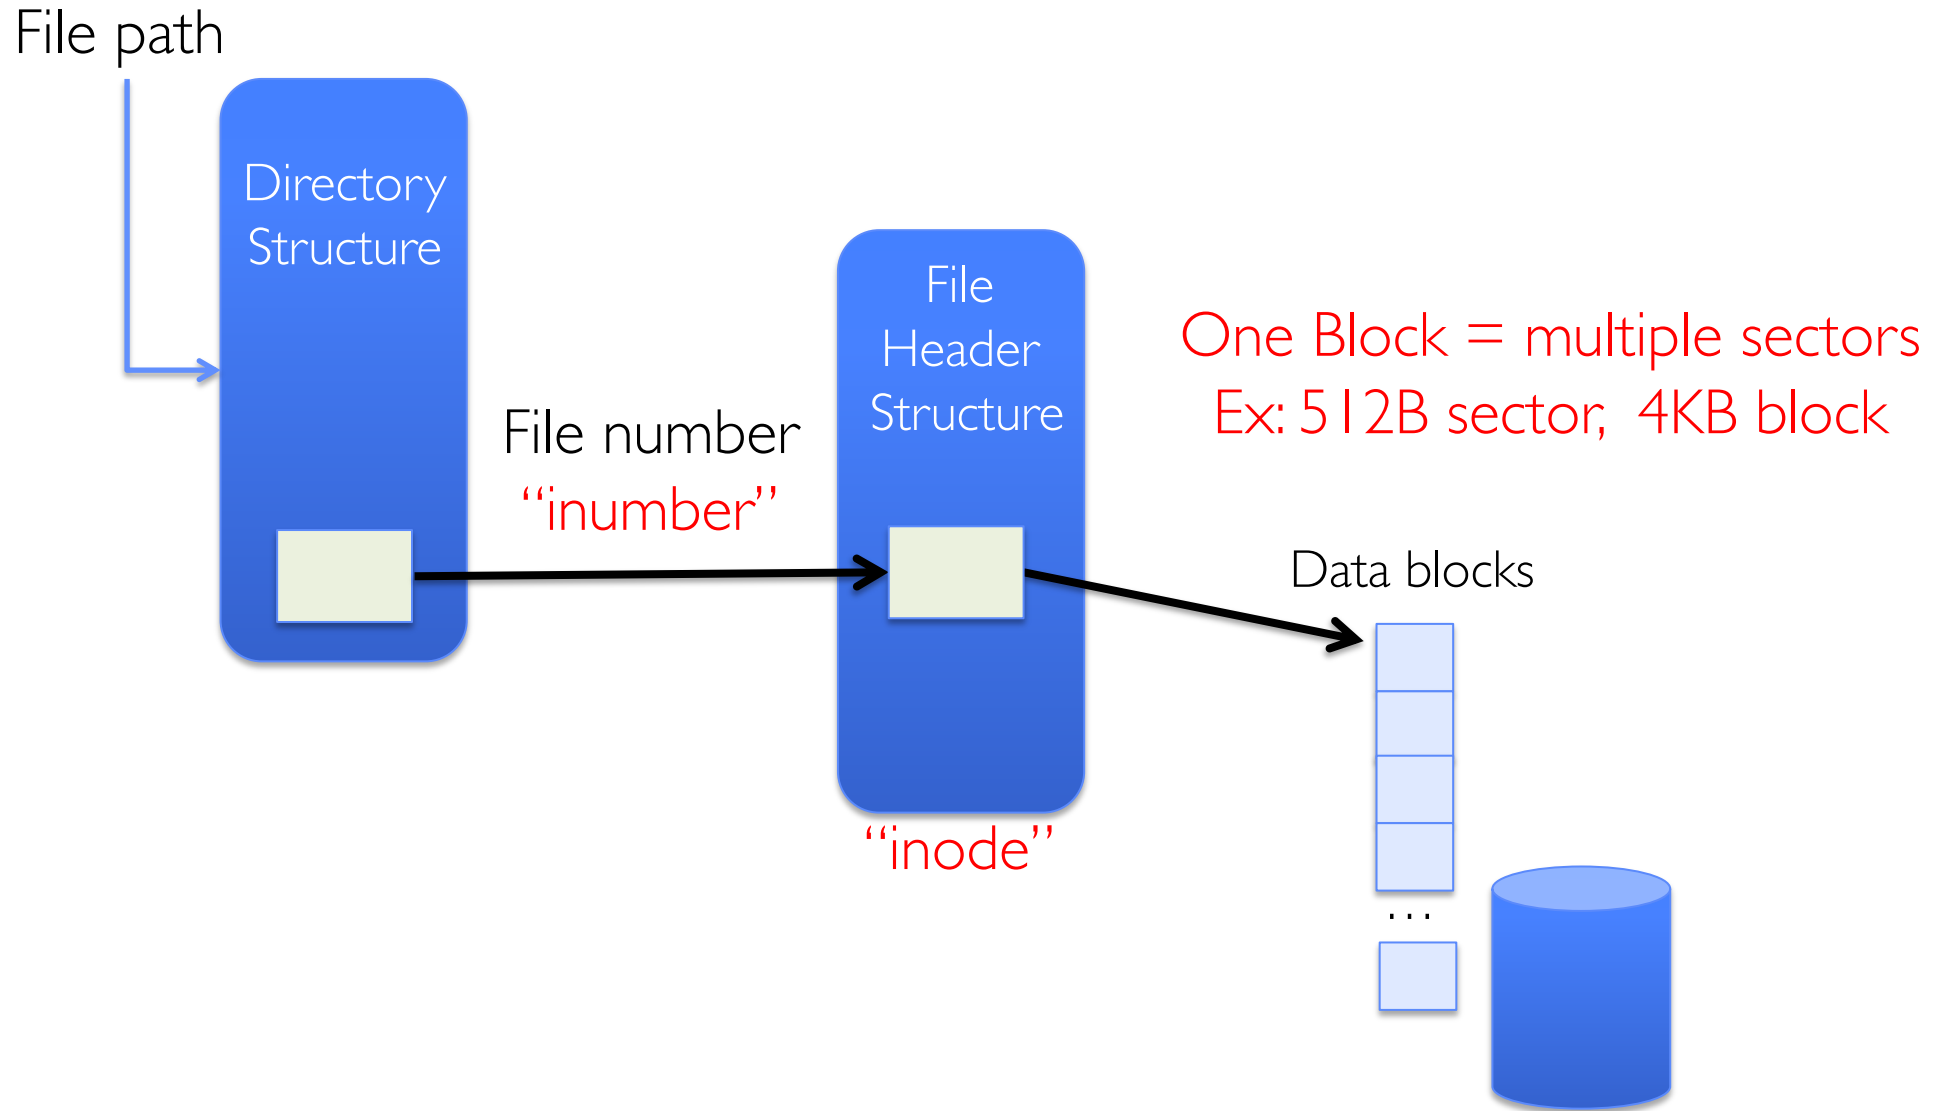 File path
Directory
Structure
File number
“inumber”
File
Header
Structure
“inode”
One Block = multiple sectors
Ex: 512B sector, 4KB block
Data blocks
...